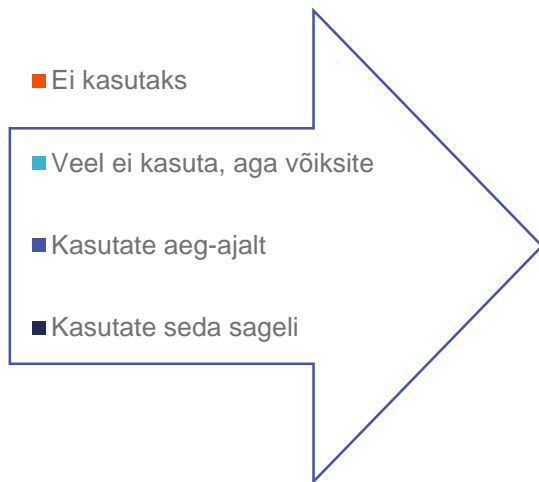 Ei kasutaks
Veel ei kasuta, aga võiksite
Kasutate aeg-ajalt
Kasutate seda sageli